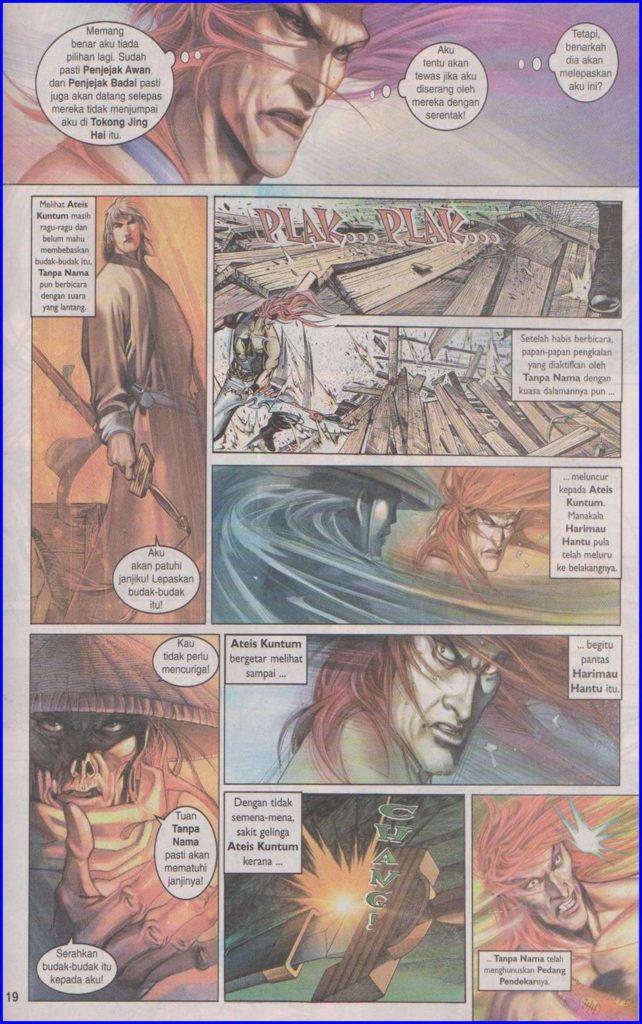 Memang
benar aku tiada
pilihan lagi. Sudah
pasti Penjejak Awan
dan Penjejak Badai pasti
juga akan datang selepas
mereka tidak menjumpai
aku di Tokong Jing
Hai itu.
Aku
tentu akan
tewas jika aku
diserang oleh
mereka dengan
serentak!
Tetapi,
benarkah
dia akan
melepaskan
aku ini?
Melihat Ateis
Kuntum masih
ragu-ragu dan
belum mahu
membebaskan
budak-budak itu,
Tanpa Nama
pun berbicara
dengan suara
yang lantang.
Aku
akan patuhi
janjiku! Lepaskan
budak-budak
itu!
PLAK... PLAK...
Setelah habis berbicara,
papan-papan pengkalan
yang diaktifkan oleh
Tanpa Nama dengan
kuasa dalamannya pun ...
... meluncur
kepada Ateis
Kuntum.
Manakala
Harimau
Hantu pula
telah meluru
ke belakangnya.
Kau
tidak perlu
mencuriga!
Tuan
Tanpa
Nama
pasti akan
mematuhi
janjinya!
Serahkan
budak-budak itu
kepada aku!
Ateis Kuntum
bergetar melihat
sampai ...
... begitu
pantas
Harimau
Hantu itu.
Dengan tidak
semena-mena,
sakit gelinga
Ateis Kuntum
kerana ...
CHANG!
... Tanpa Nama telah
menghunuskan Pedang
Pendekarnya.
19